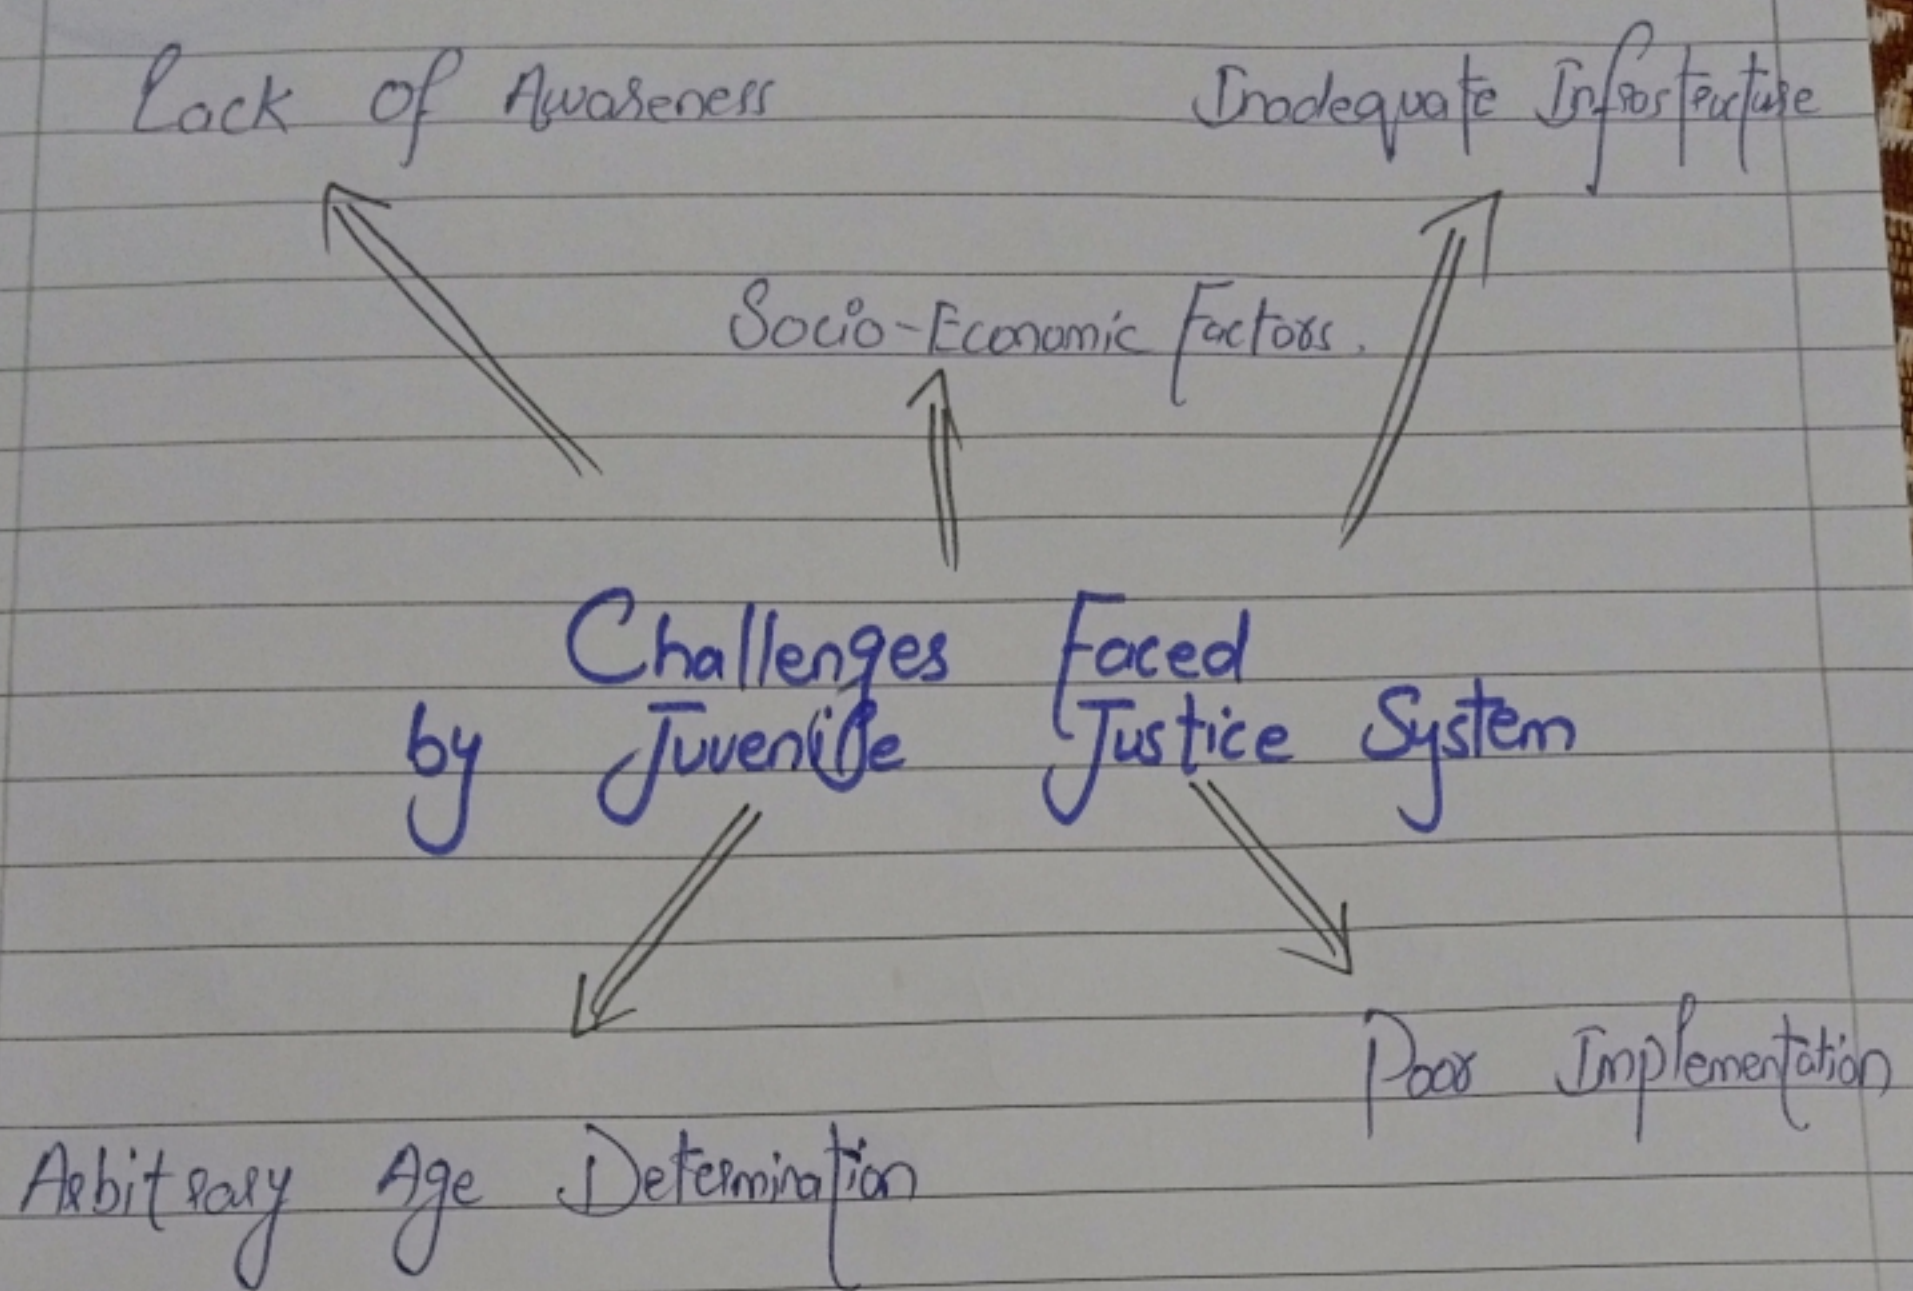 Lack of Awareness
Inadequate Infrastructure
Socio-Economic Factors.
Challenges Faced
by Juvenile Justice System
Poor Implementation
Arbitrary Age Determination